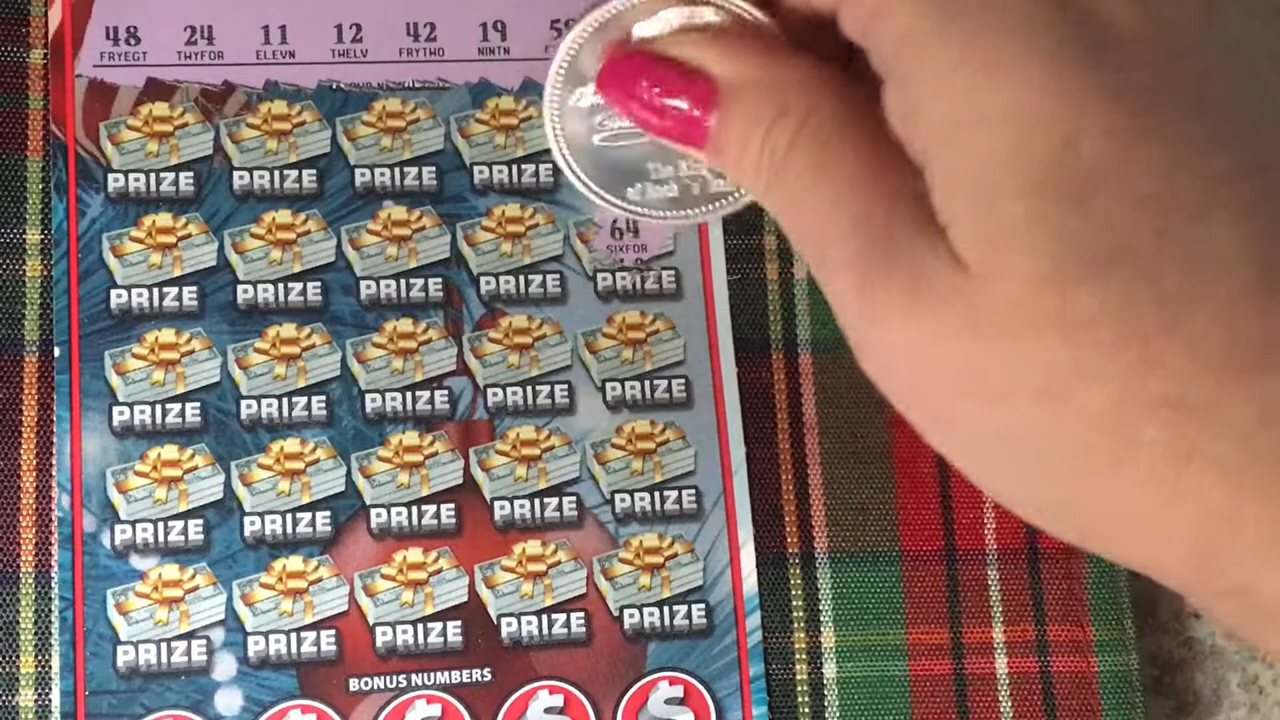 48 24 11 12 42 19
FRYEGT TWYFOR ELEVN TWELV FRYTWO NINTN
PRIZE PRIZE PRIZE PRIZE
64
SIXFOR
PRIZE PRIZE PRIZE PRIZE PRIZE
PRIZE PRIZE PRIZE PRIZE PRIZE
PRIZE PRIZE PRIZE PRIZE PRIZE
PRIZE PRIZE PRIZE PRIZE PRIZE
BONUS NUMBERS
$ $ $